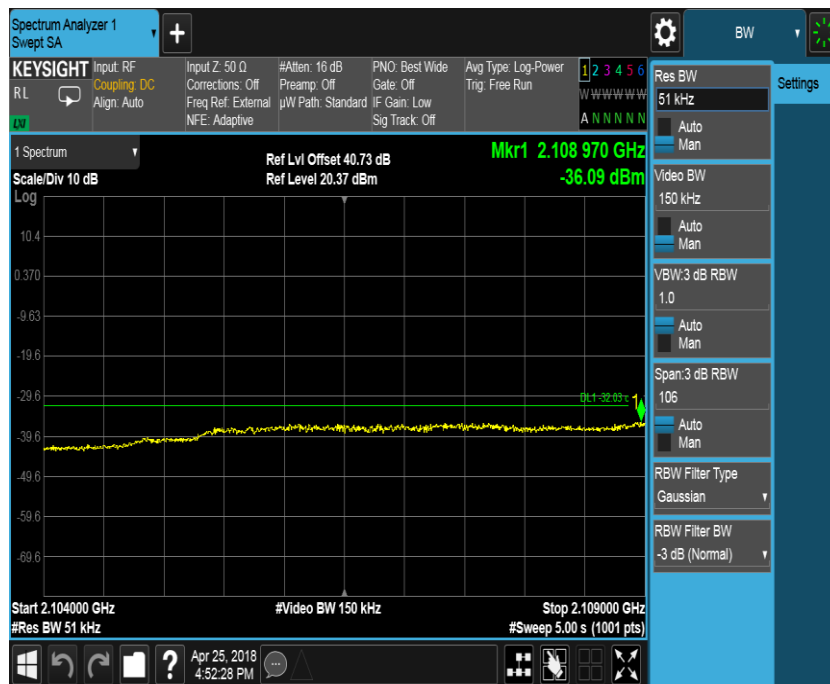 Spectrum Analyzer 1
Swept SA
+
BW
KEYSIGHT
RL
LXI
Input: RF
Coupling: DC
Align: Auto
Input Z: 50 Ω
Corrections: Off
Freq Ref: External
NFE: Adaptive
#Atten: 16 dB
Preamp: Off
µW Path: Standard
PNO: Best Wide
Gate: Off
IF Gain: Low
Sig Track: Off
Avg Type: Log-Power
Trig: Free Run
1 2 3 4 5 6
W W W W W W
A N N N N N
1 Spectrum
Scale/Div 10 dB
Ref Lvl Offset 40.73 dB
Ref Level 20.37 dBm
Mkr1 2.108 970 GHz
-36.09 dBm
Log
10.4
0.370
-9.63
-19.6
-29.6
-39.6
-49.6
-59.6
-69.6
DL1 -32.03
1
Start 2.104000 GHz
#Video BW 150 kHz
Stop 2.109000 GHz
#Res BW 51 kHz
#Sweep 5.00 s (1001 pts)
Res BW
51 kHz
Auto
Man
Video BW
150 kHz
Auto
Man
VBW:3 dB RBW
1.0
Auto
Man
Span:3 dB RBW
106
Auto
Man
RBW Filter Type
Gaussian
RBW Filter BW
-3 dB (Normal)
Settings
?
Apr 25, 2018
4:52:28 PM